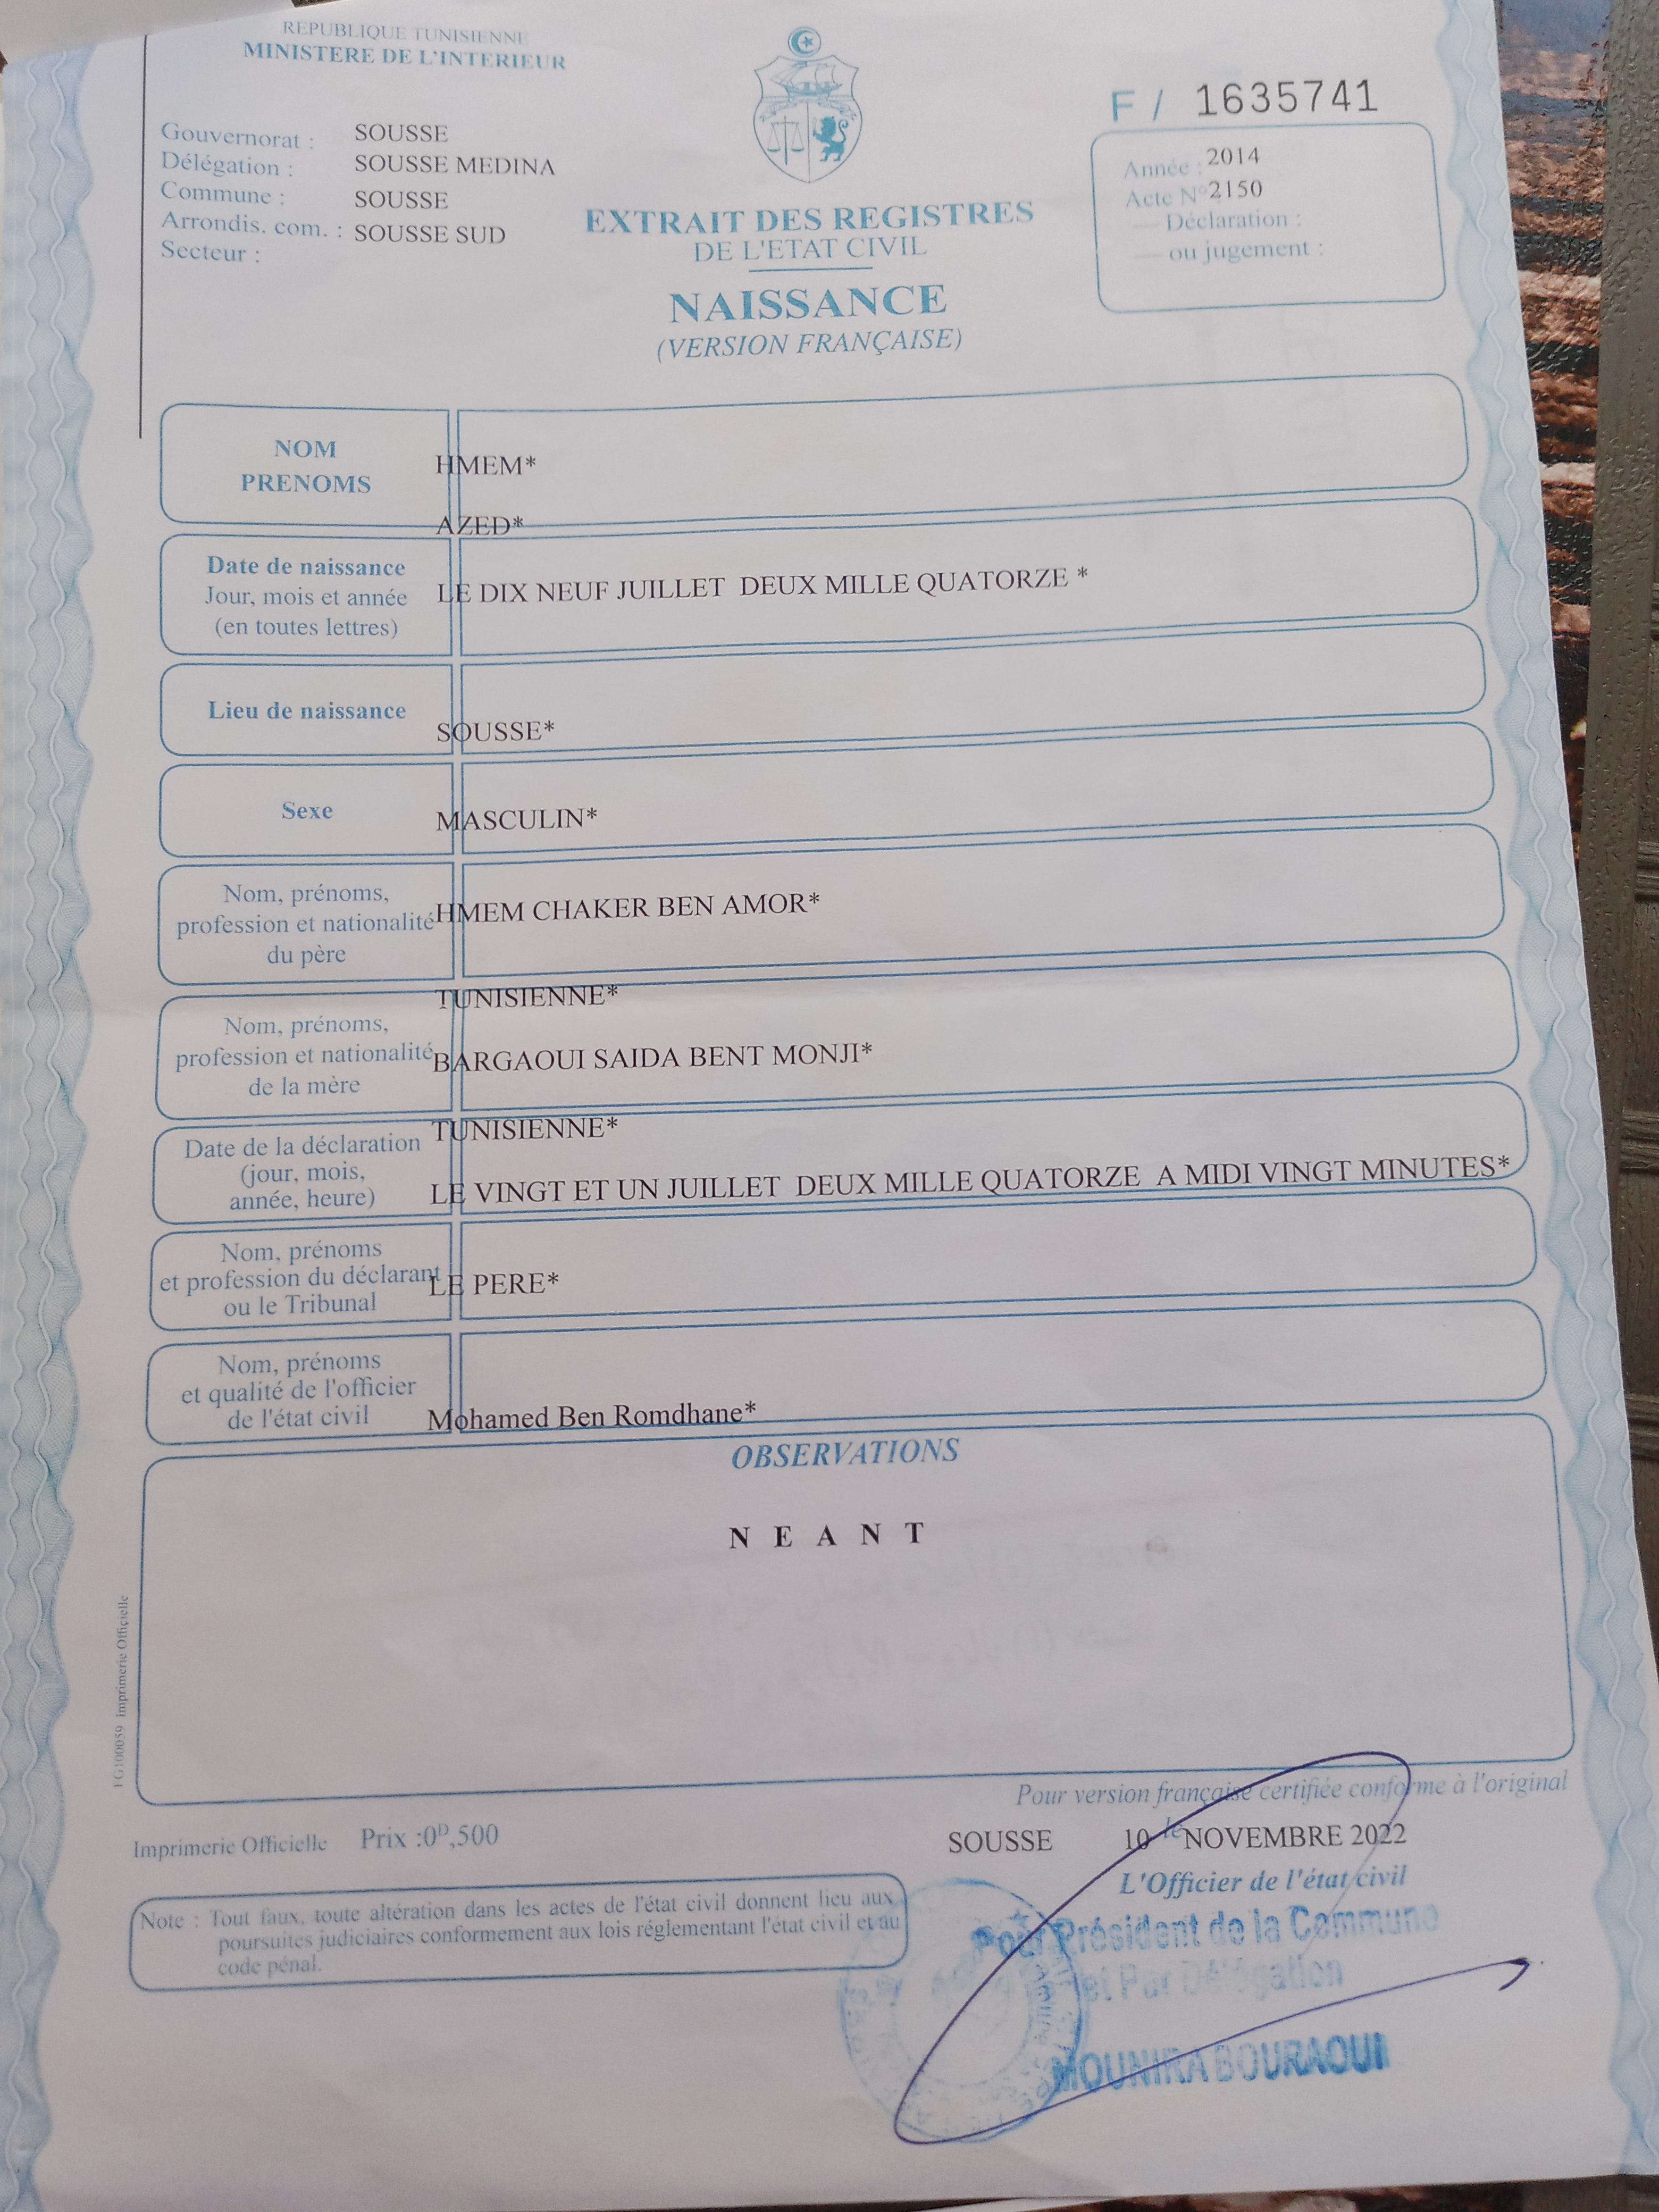 REPUBLIQUE TUNISIENNE
MINISTERE DE L'INTERIEUR
Gouvernorat : SOUSSE
Délégation : SOUSSE MEDINA
Commune : SOUSSE
Arrondis. com. : SOUSSE SUD
Secteur :
F / 1635741
Année : 2014
Acte N° 2150
— Déclaration :
— ou jugement :
EXTRAIT DES REGISTRES
DE L'ETAT CIVIL
NAISSANCE
(VERSION FRANÇAISE)
NOM
PRENOMS
HMEM*
AZED*
Date de naissance
Jour, mois et année
(en toutes lettres)
LE DIX NEUF JUILLET DEUX MILLE QUATORZE *
Lieu de naissance
SOUSSE*
Sexe
MASCULIN*
Nom, prénoms,
profession et nationalité
du père
HMEM CHAKER BEN AMOR*
TUNISIENNE*
Nom, prénoms,
profession et nationalité
de la mère
BARGAOUI SAIDA BENT MONJI*
TUNISIENNE*
Date de la déclaration
(jour, mois,
année, heure)
LE VINGT ET UN JUILLET DEUX MILLE QUATORZE A MIDI VINGT MINUTES*
Nom, prénoms
et profession du déclarant
ou le Tribunal
LE PERE*
Nom, prénoms
et qualité de l'officier
de l'état civil
Mohamed Ben Romdhane*
OBSERVATIONS
N E A N T
FG100059 Imprimerie Officielle
Pour version française certifiée conforme à l'original
Imprimerie Officielle Prix :0ᴰ,500
SOUSSE 10 le NOVEMBRE 2022
L'Officier de l'état civil
Note : Tout faux, toute altération dans les actes de l'état civil donnent lieu aux
poursuites judiciaires conformement aux lois réglementant l'état civil et au
code pénal.
Pour Président de la Commune
et Par Délégation
MOUNIRA BOURAOUI